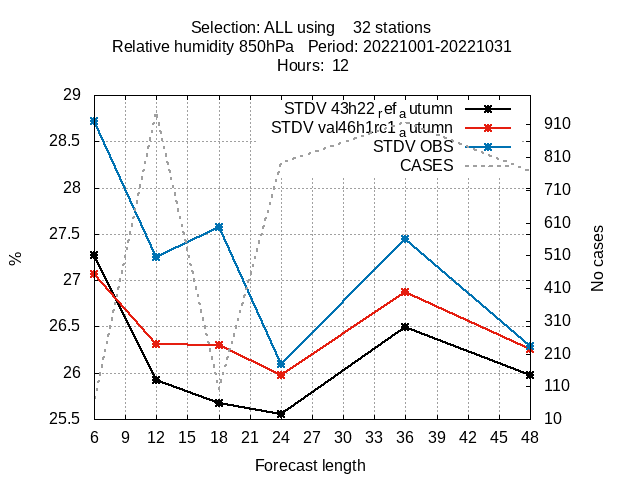 Selection: ALL using 32 stations
Relative humidity 850hPa Period: 20221001-20221031
Hours: 12
STDV 43h22_ref_autumn
STDV val46h1rc1_autumn
STDV OBS
CASES
29
28.5
28
27.5
27
26.5
26
25.5
%
910
810
710
610
510
410
310
210
110
10
No cases
6 9 12 15 18 21 24 27 30 33 36 39 42 45 48
Forecast length